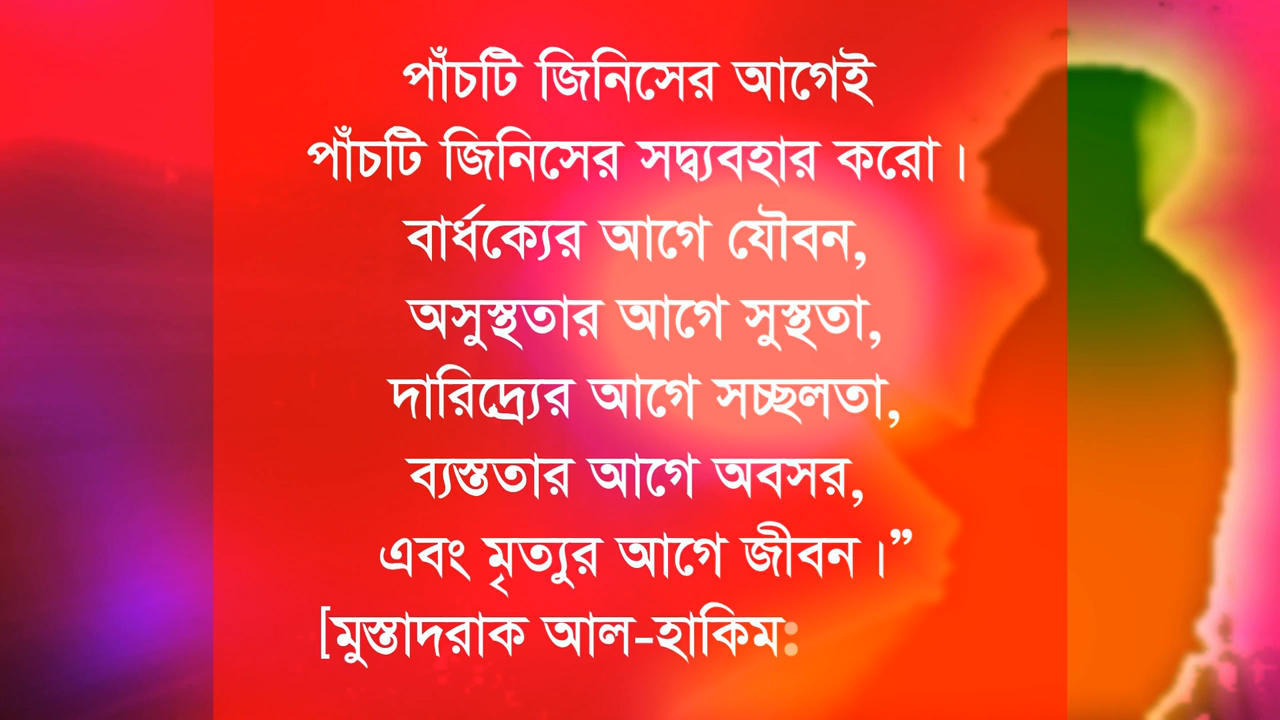 পাঁচটি জিনিসের আগেই
পাঁচটি জিনিসের সদ্ব্যবহার করো।
বার্ধক্যের আগে যৌবন,
অসুস্থতার আগে সুস্থতা,
দারিদ্র্যের আগে সচ্ছলতা,
ব্যস্ততার আগে অবসর,
এবং মৃত্যুর আগে জীবন।”
[মুস্তাদরাক আল-হাকিম: